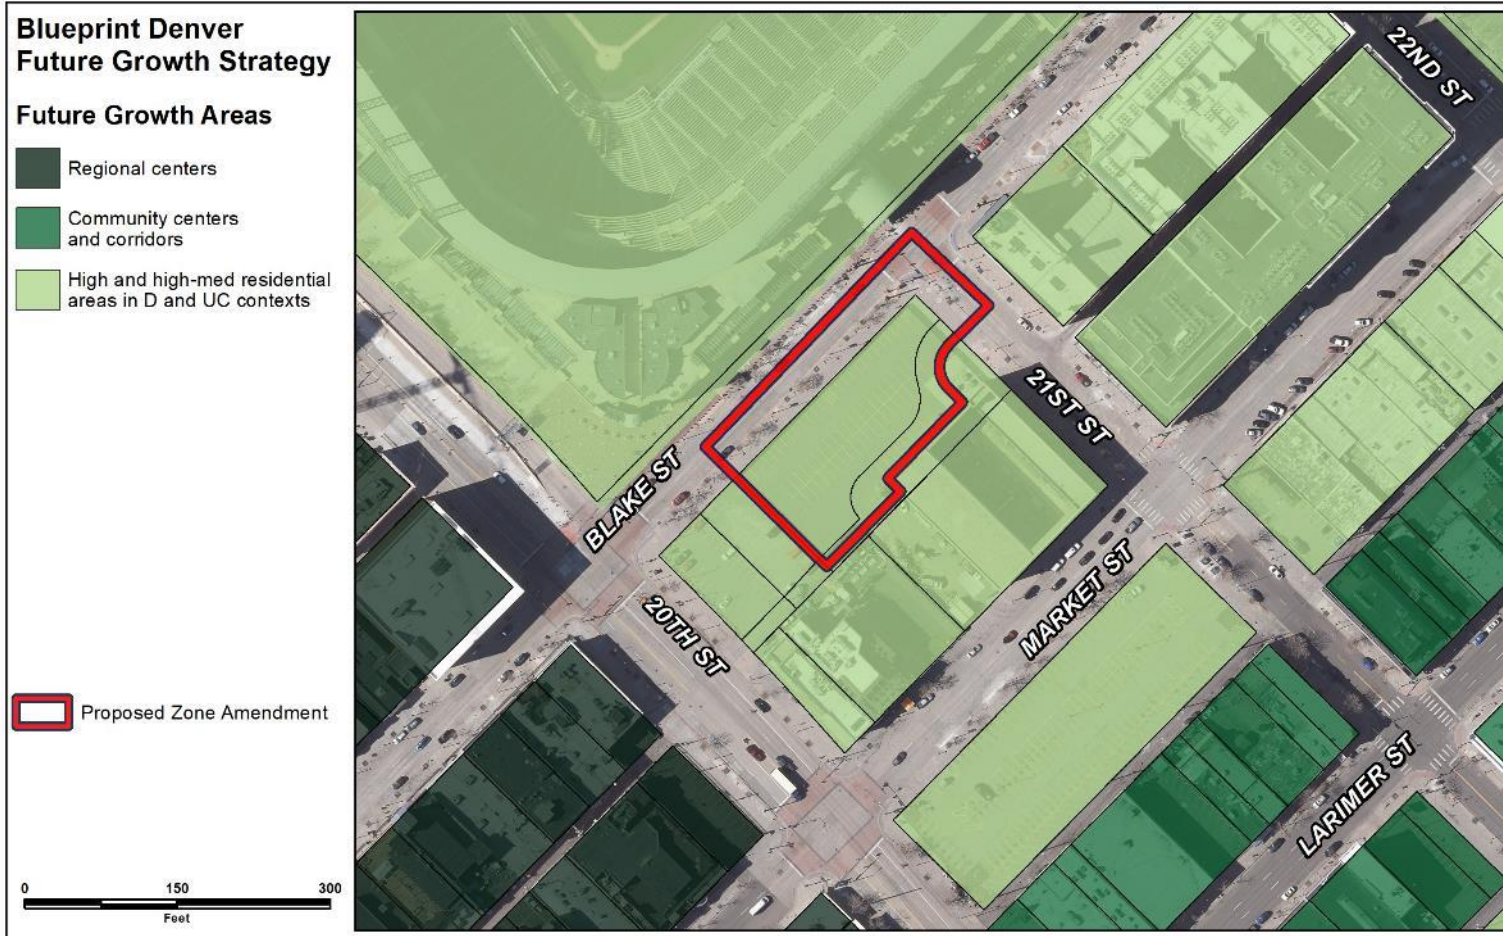 Blueprint Denver
Future Growth Strategy
Future Growth Areas
Regional centers
Community centers
and corridors
High and high-med residential
areas in D and UC contexts
Proposed Zone Amendment
0 150 300
Feet
22ND ST
21ST ST
BLAKE ST
20TH ST
MARKET ST
LARIMER ST